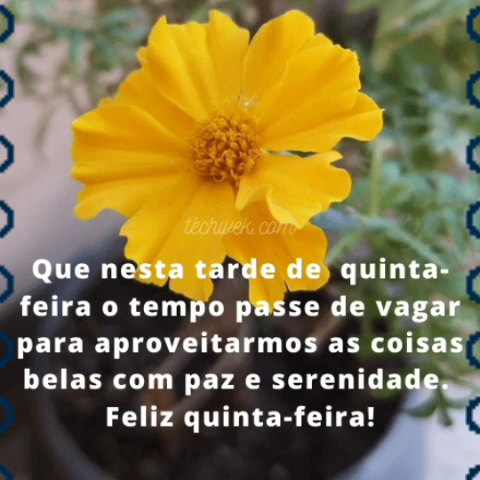 techwek.com
Que nesta tarde de quinta-
feira o tempo passe de vagar
para aproveitarmos as coisas
belas com paz e serenidade.
Feliz quinta-feira!